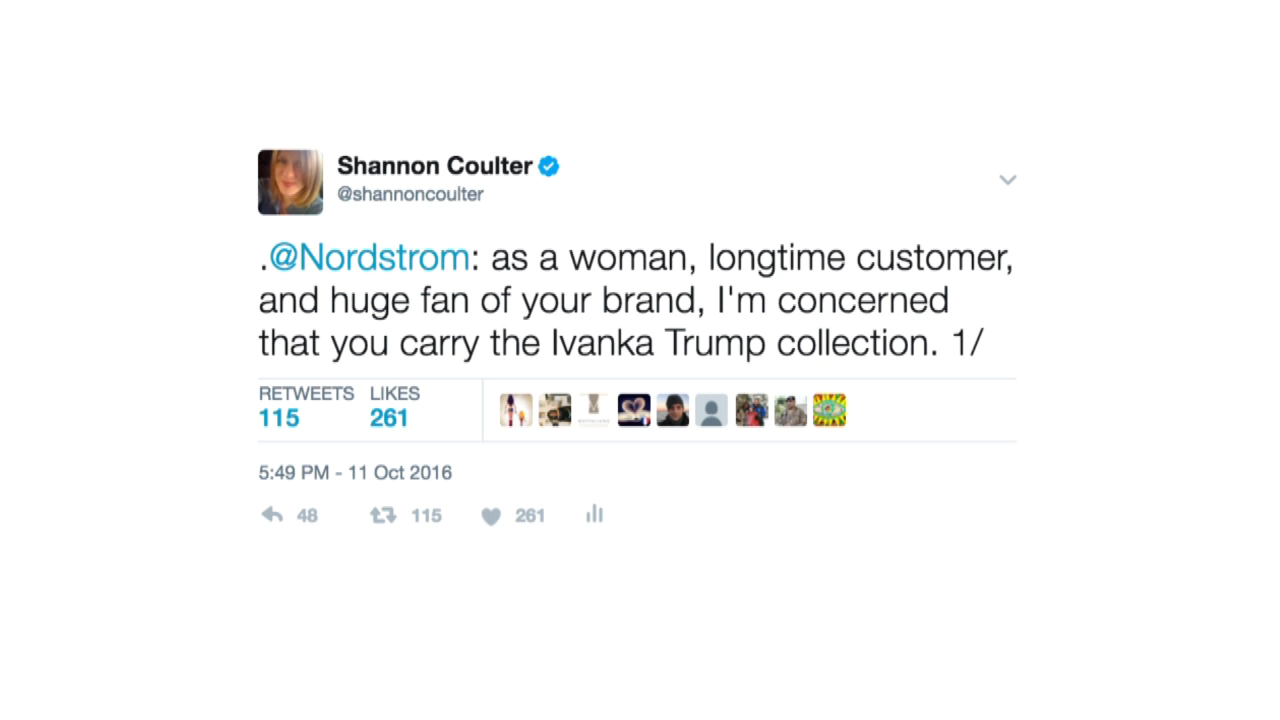 Shannon Coulter
@shannoncoulter
.@Nordstrom: as a woman, longtime customer,
and huge fan of your brand, I'm concerned
that you carry the Ivanka Trump collection. 1/
RETWEETS LIKES
115 261
5:49 PM - 11 Oct 2016
48 115 261